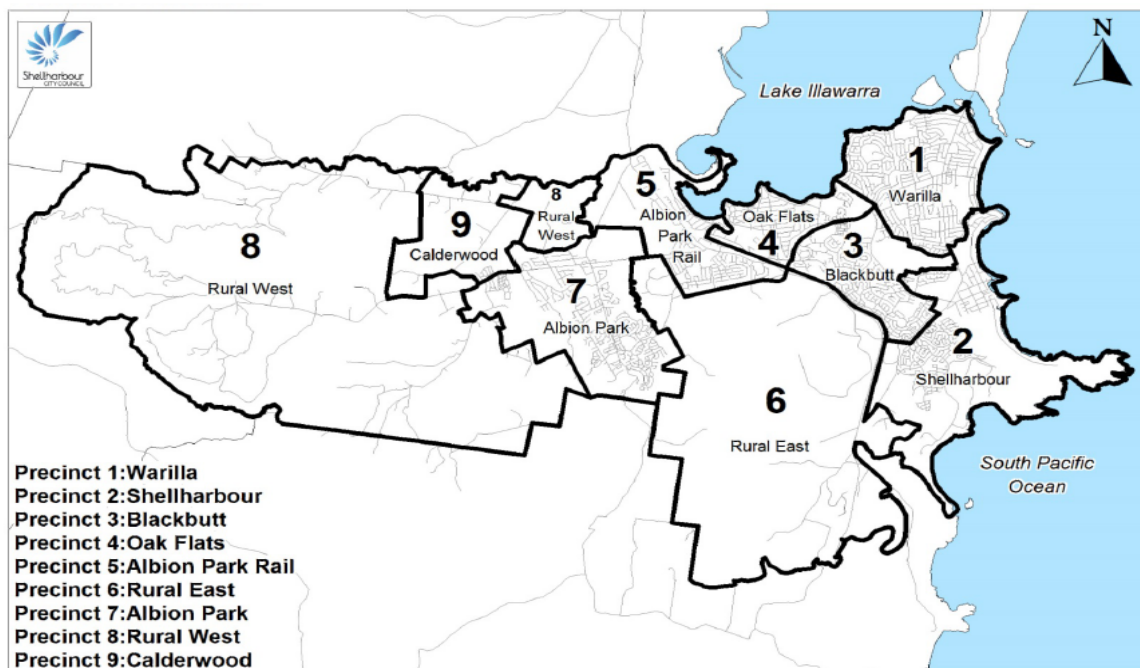 Shellharbour
CITY COUNCIL
N
Lake Illawarra
1
Warilla
5
Albion
Park
Rail
8
Rural
West
9
Calderwood
Oak Flats
4
3
Blackbutt
8
Rural West
7
Albion Park
2
Shellharbour
6
Rural East
South Pacific
Ocean
Precinct 1:Warilla
Precinct 2:Shellharbour
Precinct 3:Blackbutt
Precinct 4:Oak Flats
Precinct 5:Albion Park Rail
Precinct 6:Rural East
Precinct 7:Albion Park
Precinct 8:Rural West
Precinct 9:Calderwood